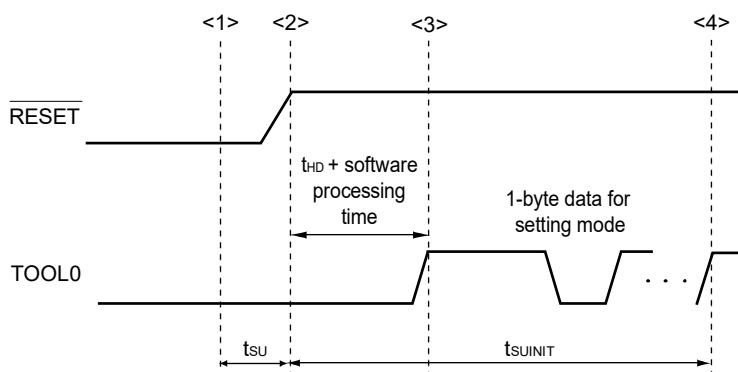 <1> <2> <3> <4>
RESET
tHD + software
processing
time
1-byte data for
setting mode
TOOL0
. . .
tSU tSUINIT